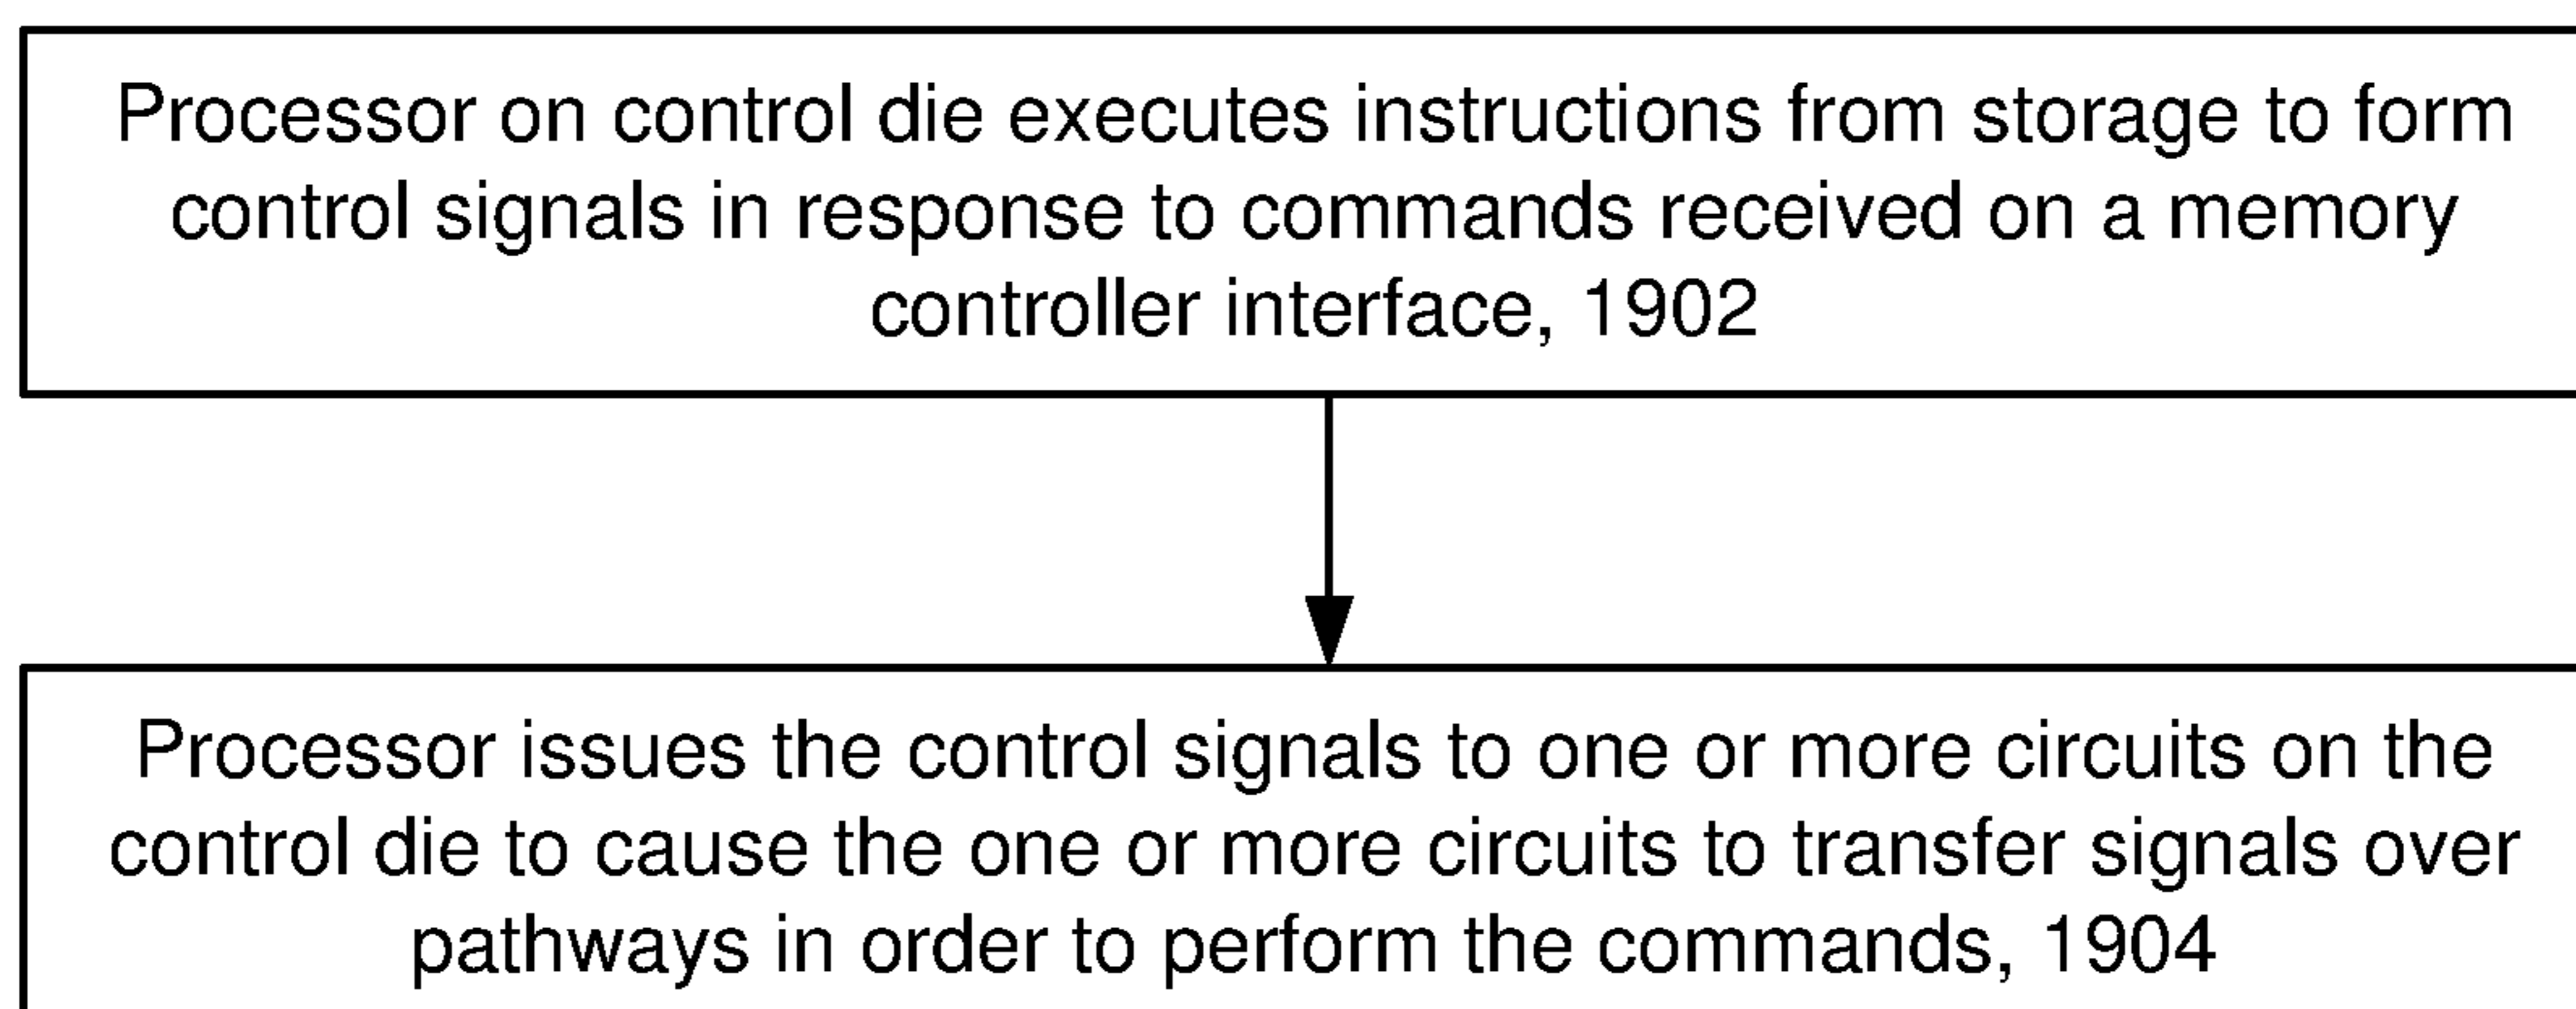 Processor on control die executes instructions from storage to form
control signals in response to commands received on a memory
controller interface, 1902
Processor issues the control signals to one or more circuits on the
control die to cause the one or more circuits to transfer signals over
pathways in order to perform the commands, 1904